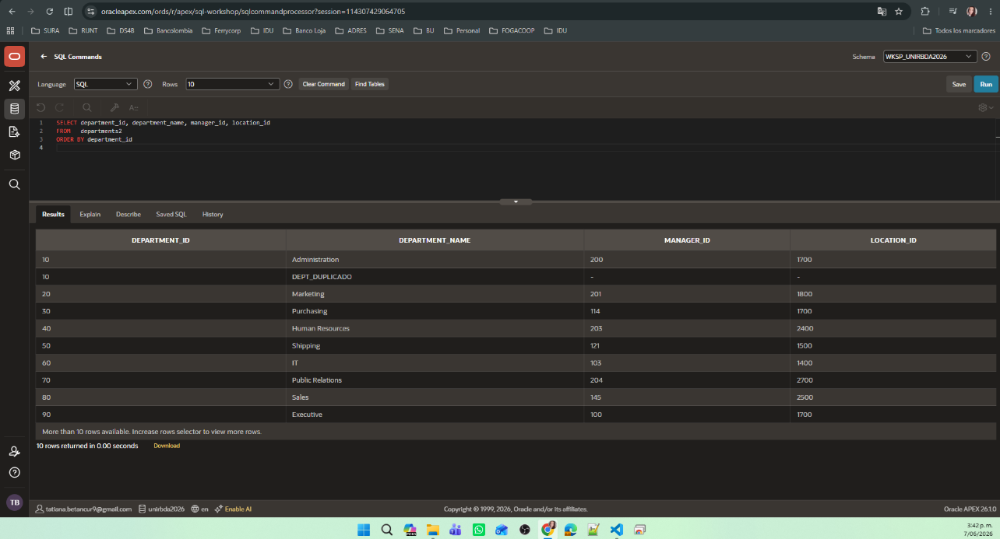 oracleapex.com/ords/r/apex/sql-workshop/sqlcommandprocessor?session=114307429064705
SURA RUNT DS4B Bancolombia Ferrycorp IDU Banco Loja ADRES SENA BU Personal FOGACOOP IDU Todos los marcadores
SQL Commands Schema WKSP_UNIRBDA2026
Language SQL Rows 10 Clear Command Find Tables Save Run
1 SELECT department_id, department_name, manager_id, location_id
2 FROM departments2
3 ORDER BY department_id
4
Results Explain Describe Saved SQL History
DEPARTMENT_ID DEPARTMENT_NAME MANAGER_ID LOCATION_ID
10 Administration 200 1700
10 DEPT_DUPLICADO - -
20 Marketing 201 1800
30 Purchasing 114 1700
40 Human Resources 203 2400
50 Shipping 121 1500
60 IT 103 1400
70 Public Relations 204 2700
80 Sales 145 2500
90 Executive 100 1700
More than 10 rows available. Increase rows selector to view more rows.
10 rows returned in 0.00 seconds Download
TB
tatiana.betancur9@gmail.com unirbda2026 en Enable AI Copyright © 1999, 2026, Oracle and/or its affiliates. Oracle APEX 26.1.0
3:42 p. m.
7/06/2026